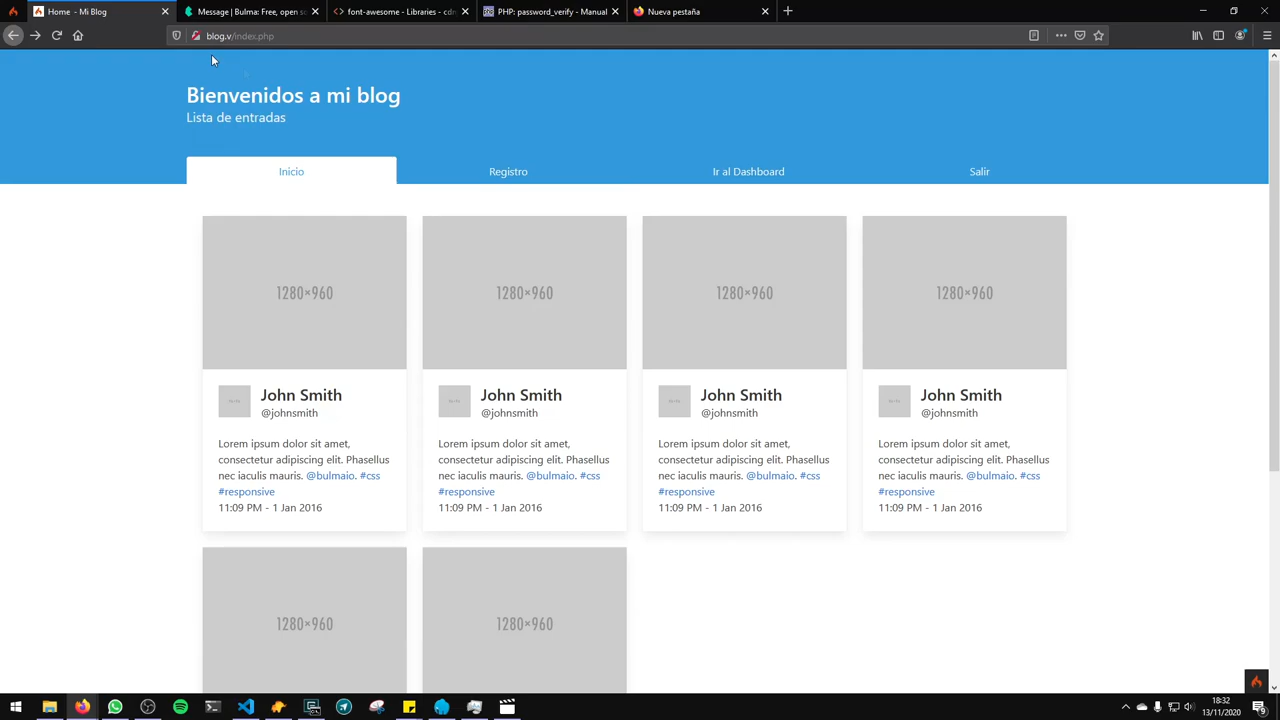 Home - Mi Blog
Message | Bulma: Free, open so
font-awesome - Libraries - cdnj
PHP: password_verify - Manual
Nueva pestaña
blog.v/index.php
Bienvenidos a mi blog
Lista de entradas
Inicio
Registro
Ir al Dashboard
Salir
1280×960
1280×960
1280×960
1280×960
John Smith
@johnsmith
Lorem ipsum dolor sit amet,
consectetur adipiscing elit. Phasellus
nec iaculis mauris. @bulmaio. #css
#responsive
11:09 PM - 1 Jan 2016
John Smith
@johnsmith
Lorem ipsum dolor sit amet,
consectetur adipiscing elit. Phasellus
nec iaculis mauris. @bulmaio. #css
#responsive
11:09 PM - 1 Jan 2016
John Smith
@johnsmith
Lorem ipsum dolor sit amet,
consectetur adipiscing elit. Phasellus
nec iaculis mauris. @bulmaio. #css
#responsive
11:09 PM - 1 Jan 2016
John Smith
@johnsmith
Lorem ipsum dolor sit amet,
consectetur adipiscing elit. Phasellus
nec iaculis mauris. @bulmaio. #css
#responsive
11:09 PM - 1 Jan 2016
1280×960
1280×960
18:32
13/11/2020